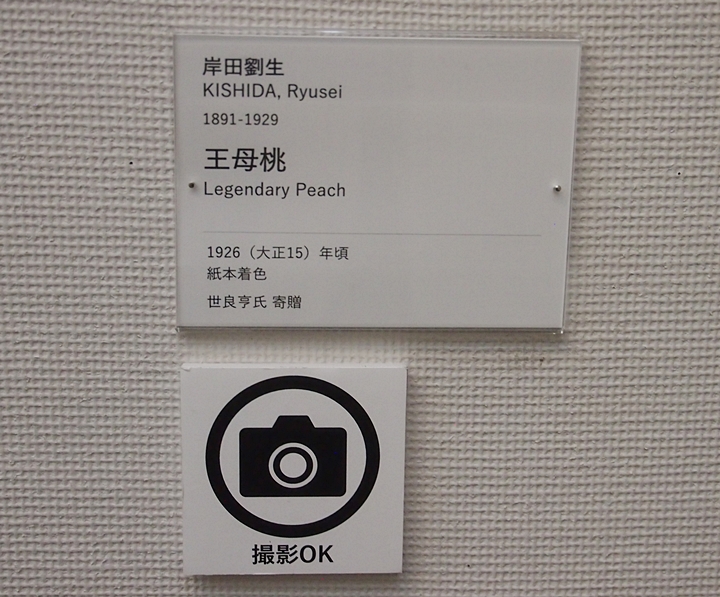 岸田劉生
KISHIDA, Ryusei
1891-1929
王母桃
Legendary Peach
1926（大正15）年頃
紙本着色
世良亨氏 寄贈
撮影OK